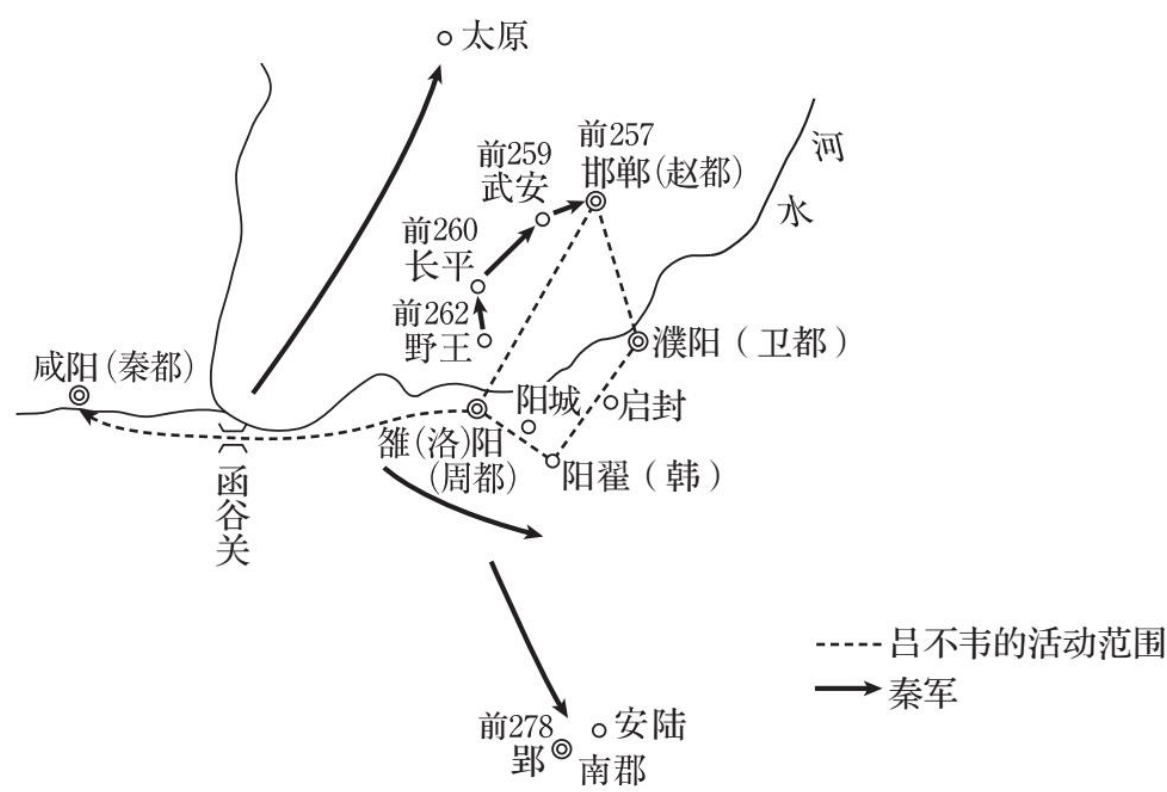 太原
河
水
前257
邯郸(赵都)
前259
武安
前260
长平
前262
野王
咸阳(秦都)
濮阳(卫都)
阳城
启封
雒(洛)阳
(周都)
阳翟(韩)
函谷关
吕不韦的活动范围
秦军
前278
郢
安陆
南郡